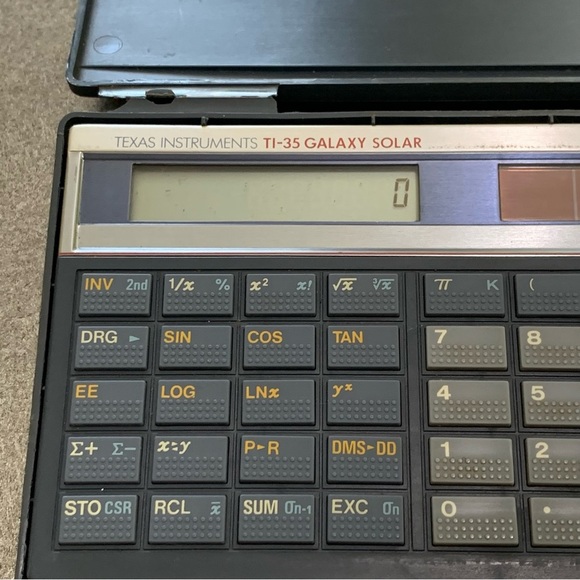 TEXAS INSTRUMENTS TI-35 GALAXY SOLAR
0
INV 2nd 1/x % x² x! √x ³√x π K (
DRG ► SIN COS TAN 7 8
EE LOG LNx yˣ 4 5
Σ+ Σ− x⇄y P►R DMS►DD 1 2
STO CSR RCL x̄ SUM σn-1 EXC σn 0 .